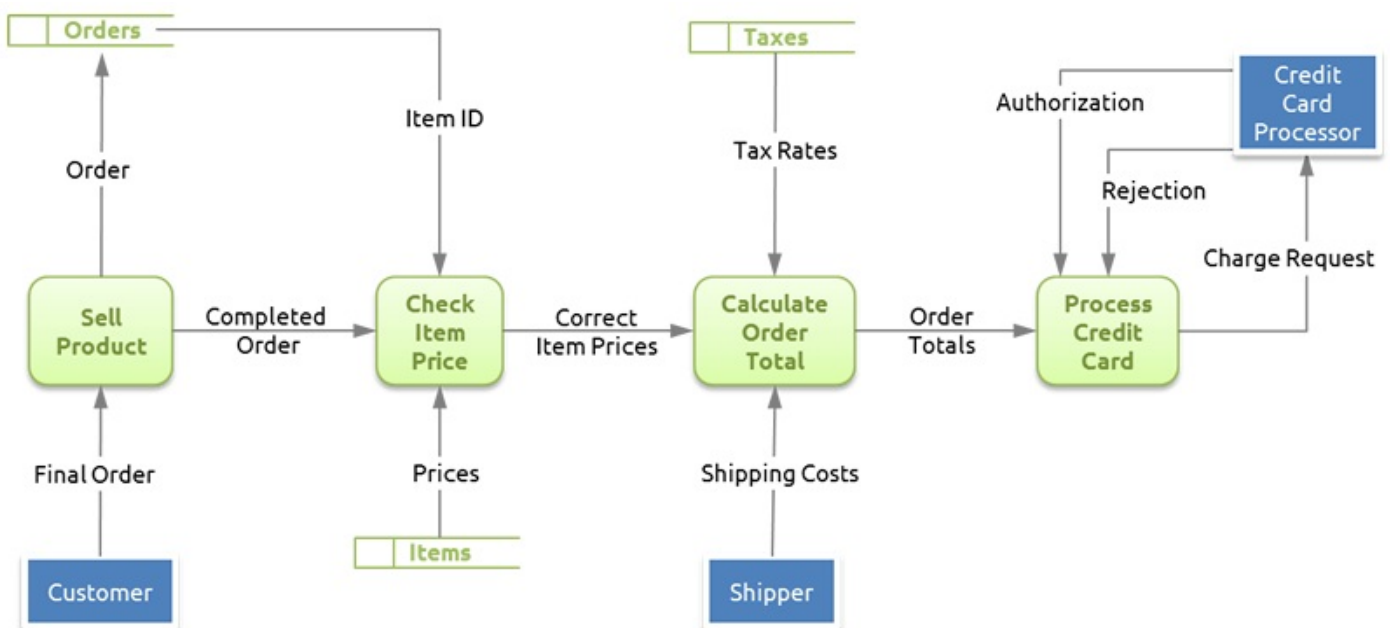 Orders
Taxes
Credit
Card
Processor
Authorization
Item ID
Tax Rates
Order
Rejection
Charge Request
Sell
Product
Completed
Order
Check
Item
Price
Correct
Item Prices
Calculate
Order
Total
Order
Totals
Process
Credit
Card
Final Order
Prices
Shipping Costs
Items
Customer
Shipper